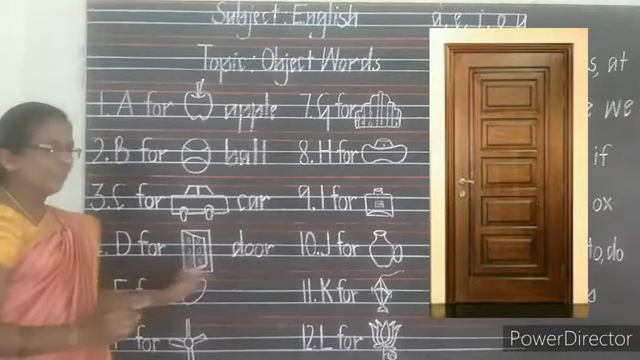 Subject: English
Topic: Object Words
a, e, i, o, u
1. A for apple
2. B for ball
3. C for car
D for door
for
7. G for
8. H for
9. I for
10. J for
11. K for
12. L for
s, at
we
if
ox
to, do
PowerDirector